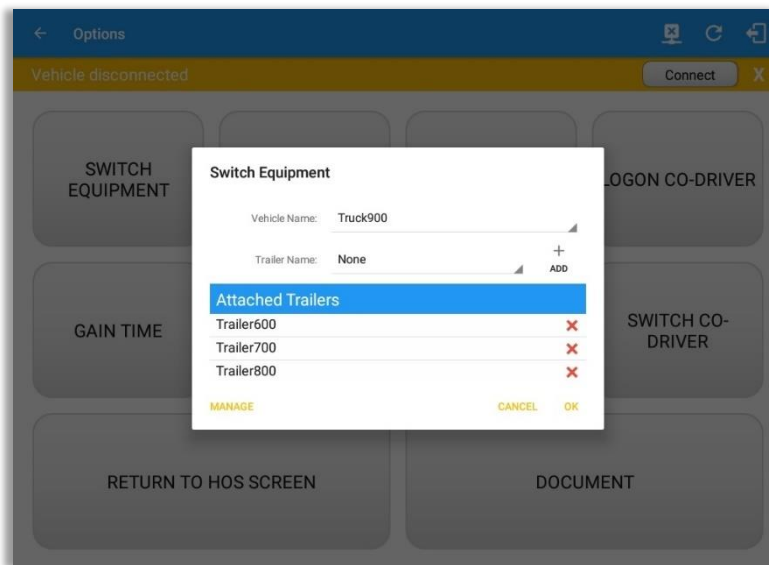 Options
Vehicle disconnected
Connect
X
SWITCH
EQUIPMENT
LOGON CO-DRIVER
Switch Equipment
Vehicle Name:
Truck900
Trailer Name:
None
+
ADD
Attached Trailers
Trailer600
Trailer700
Trailer800
MANAGE
CANCEL
OK
GAIN TIME
SWITCH CO-
DRIVER
RETURN TO HOS SCREEN
DOCUMENT